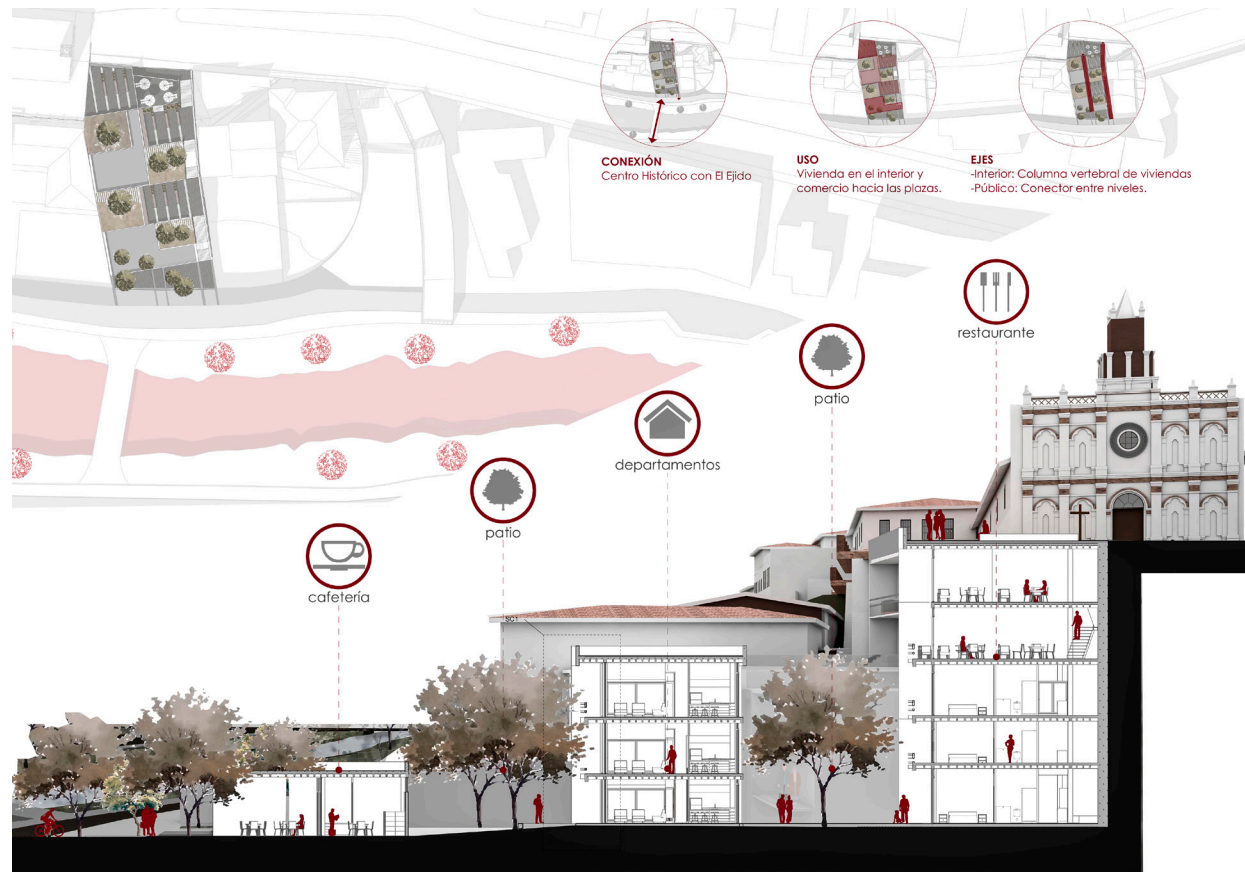 CONEXIÓN
Centro Histórico con El Ejido
USO
Vivienda en el interior y
comercio hacia las plazas.
EJES
-Interior: Columna vertebral de viviendas
-Público: Conector entre niveles.
restaurante
patio
departamentos
patio
cafetería
SC1